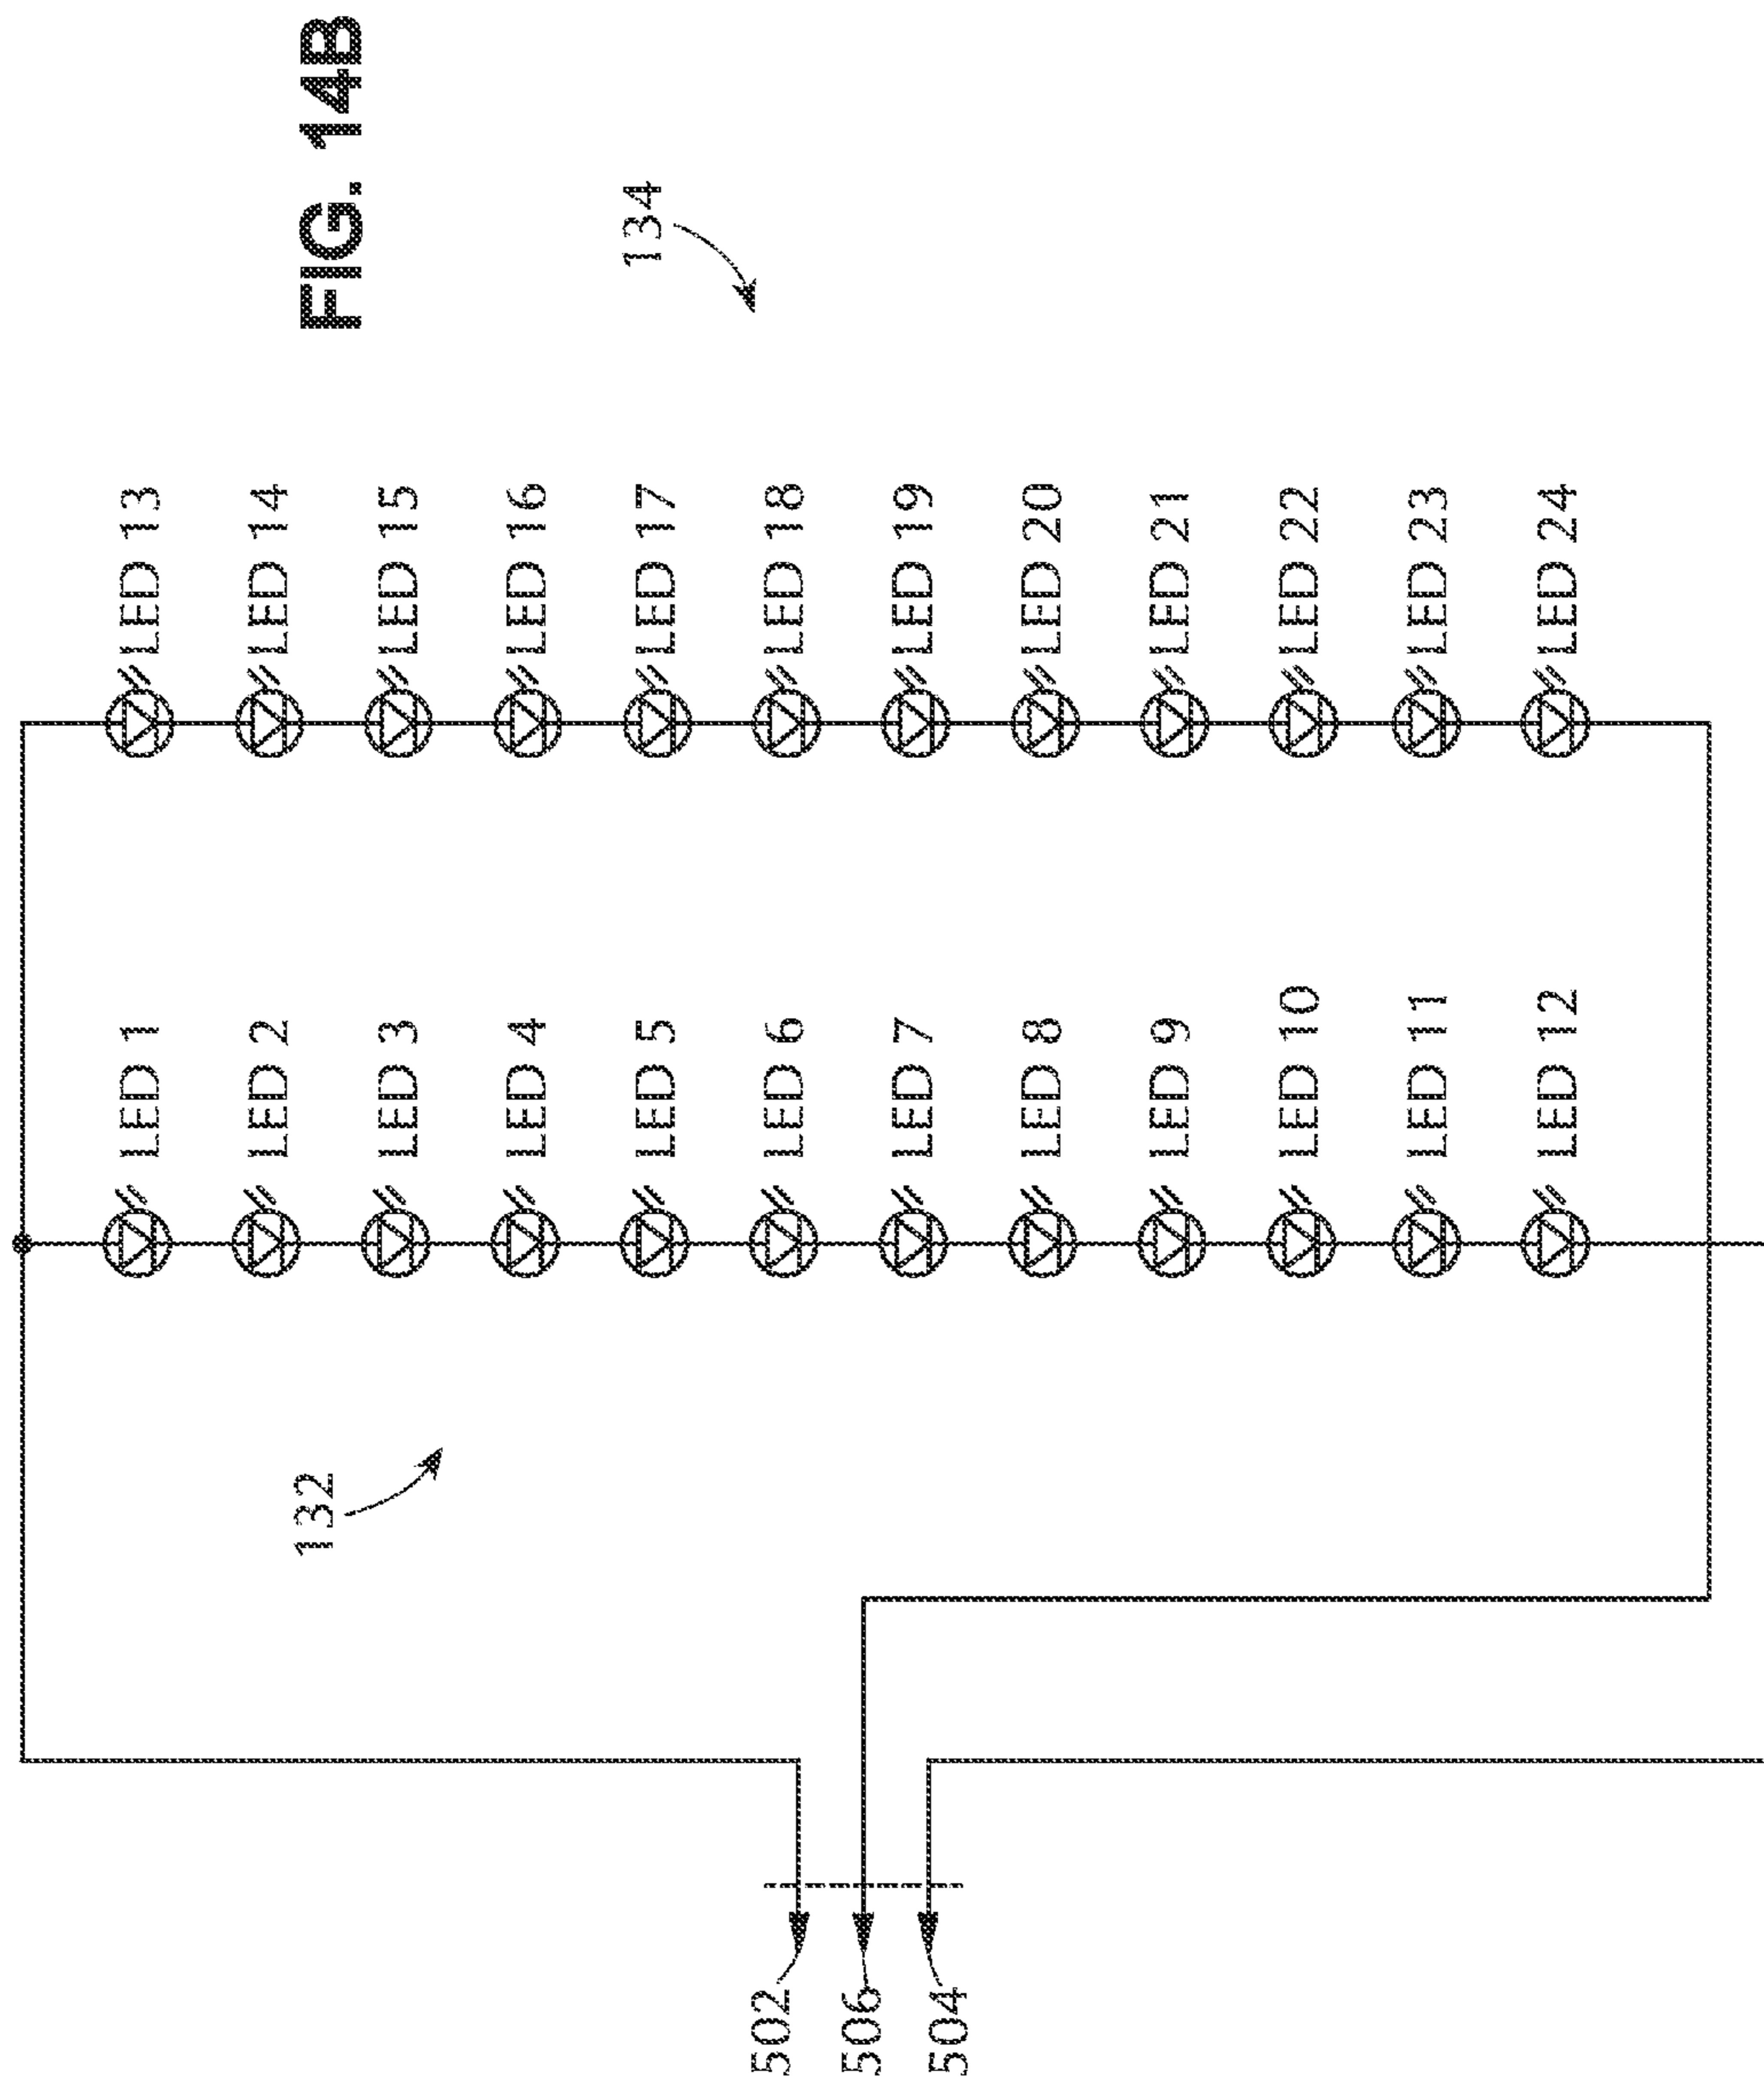 FIG. 14B
134
LED 13
LED 14
LED 15
LED 16
LED 17
LED 18
LED 19
LED 20
LED 21
LED 22
LED 23
LED 24
LED 1
LED 2
LED 3
LED 4
LED 5
LED 6
LED 7
LED 8
LED 9
LED 10
LED 11
LED 12
132
502
506
504